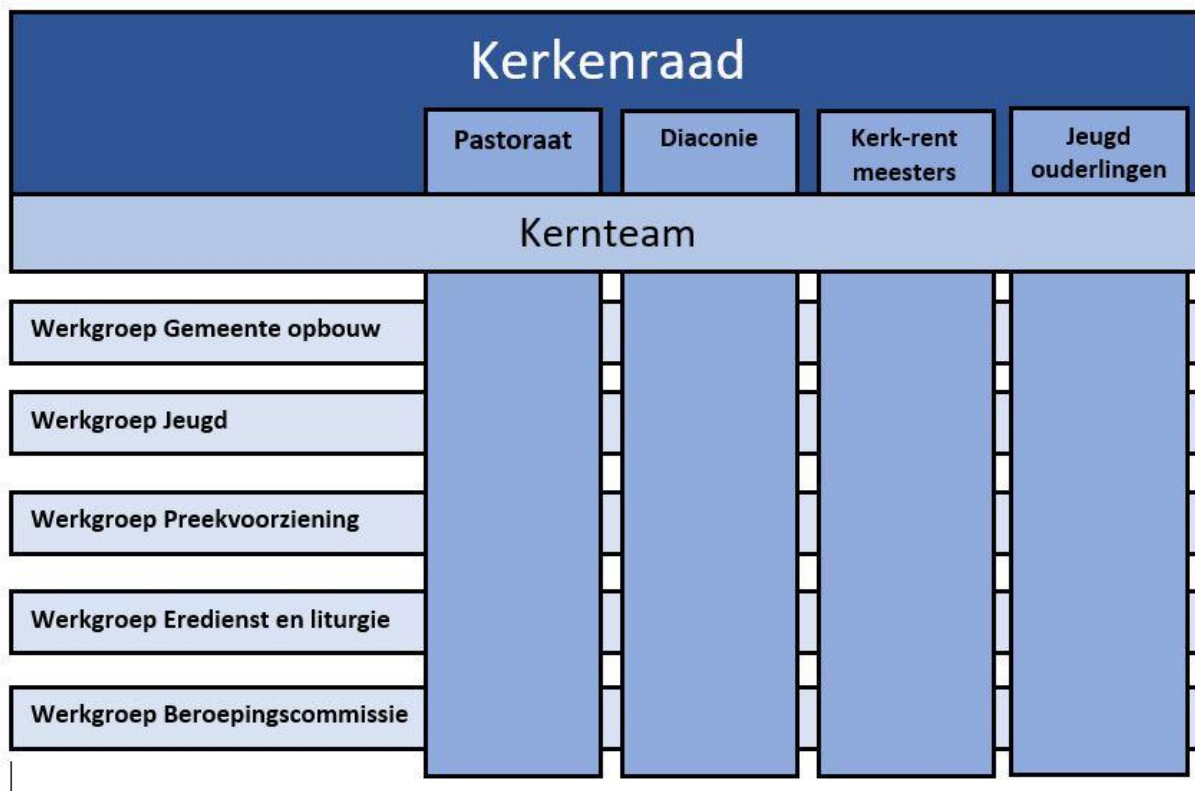 Kerkenraad
Pastoraat
Diaconie
Kerk-rent
meesters
Jeugd
ouderlingen
Kernteam
Werkgroep Gemeente opbouw
Werkgroep Jeugd
Werkgroep Preekvoorziening
Werkgroep Eredienst en liturgie
Werkgroep Beroepingscommissie